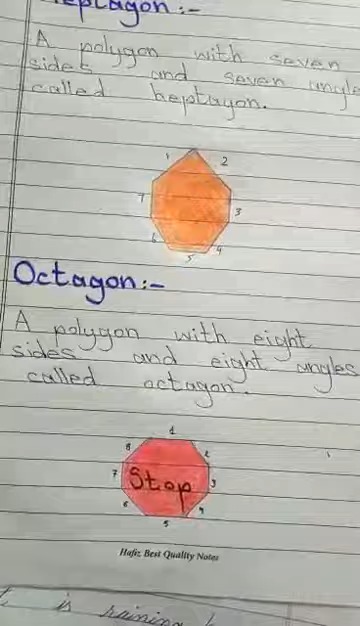 Heptagon:-
A polygon with seven
sides and seven angle
called heptagon.
1 2
7 3
6 4
5
Octagon:-
A polygon with eight
sides and eight angles
called octagon.
1
8 2
7 Stop 3
6 4
5
Hafiz Best Quality Notes
is raining